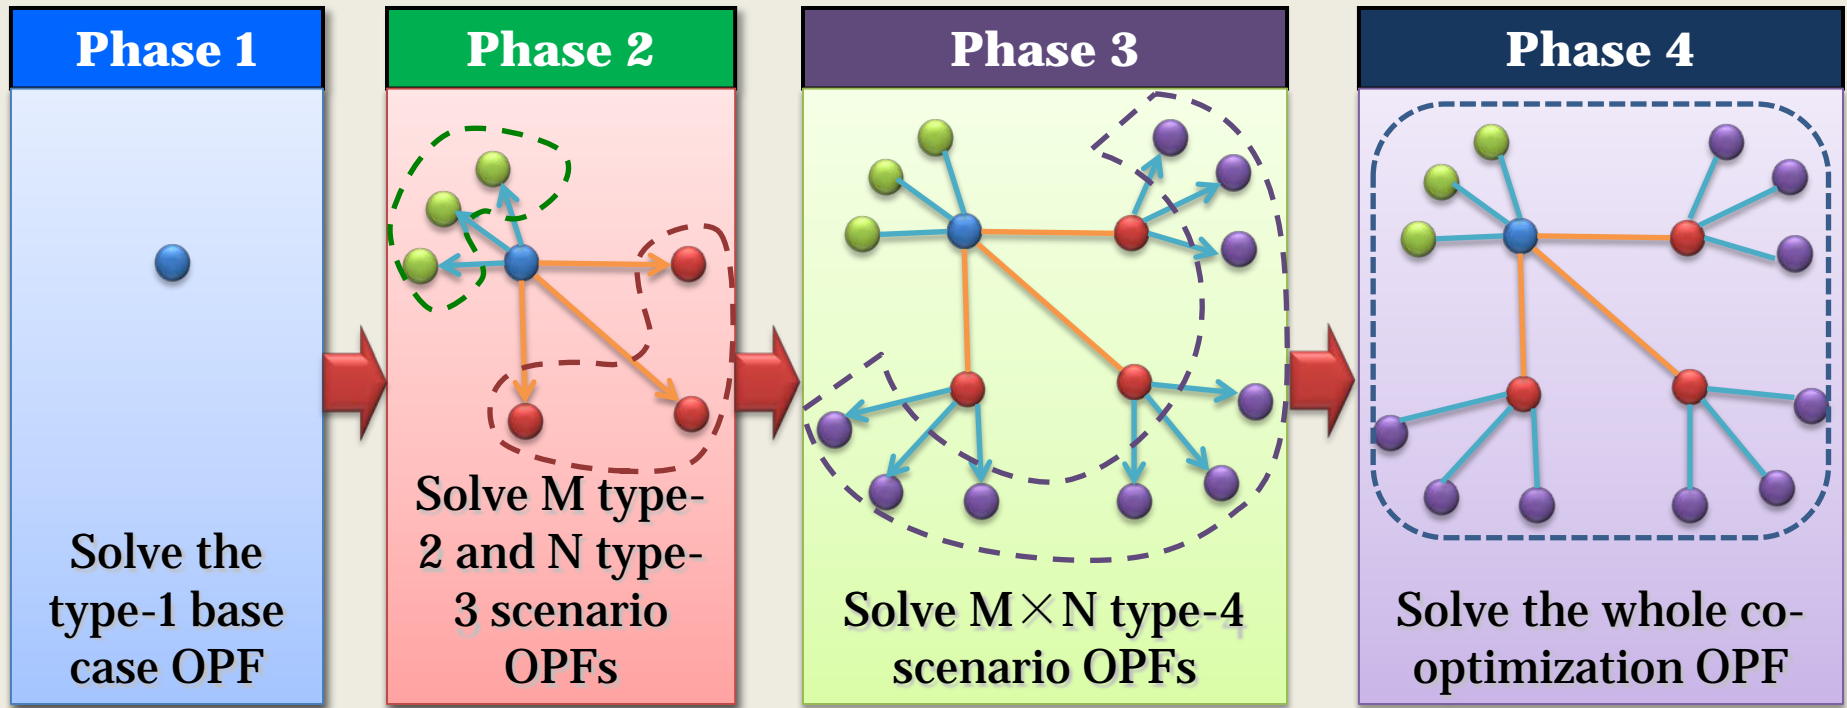 Phase 1
Solve the
type-1 base
case OPF
Phase 2
Solve M type-
2 and N type-
3 scenario
OPFs
Phase 3
Solve M×N type-4
scenario OPFs
Phase 4
Solve the whole co-
optimization OPF